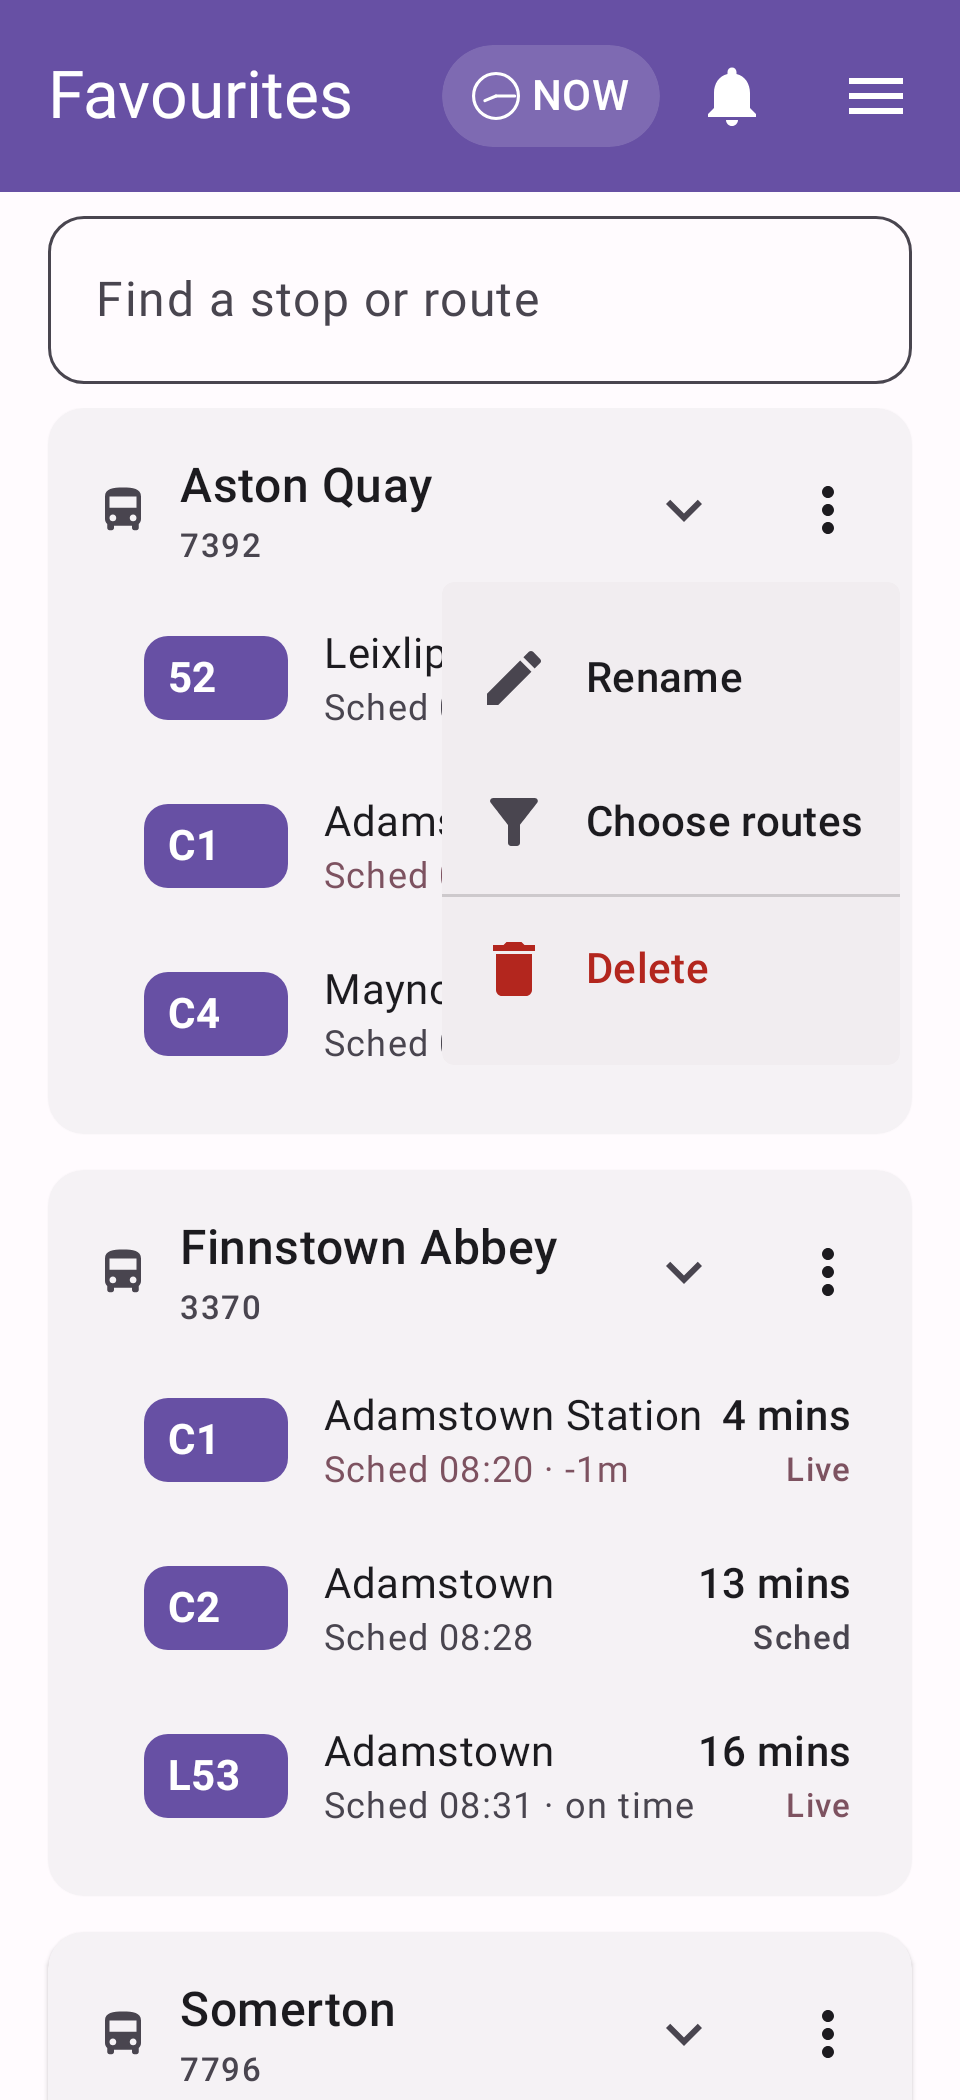 Favourites
NOW
Find a stop or route
Aston Quay
7392
52
Leixlip
Sched
Rename
C1
Adams
Sched
Choose routes
C4
Mayno
Sched
Delete
Finnstown Abbey
3370
C1
Adamstown Station 4 mins
Sched 08:20 · -1m Live
C2
Adamstown 13 mins
Sched 08:28 Sched
L53
Adamstown 16 mins
Sched 08:31 · on time Live
Somerton
7796